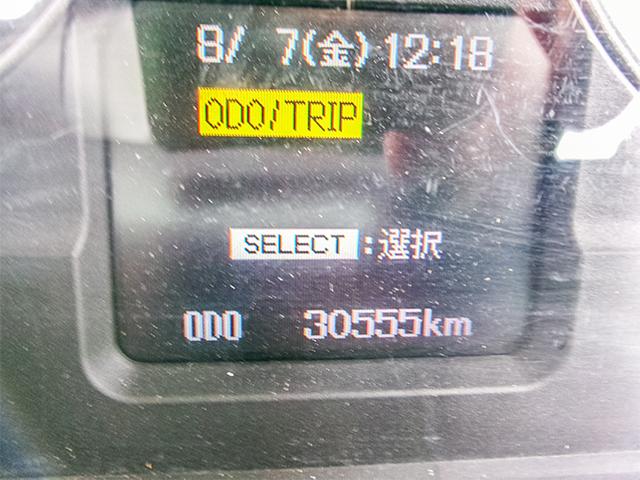 8/ 7(金) 12:18
ODO/TRIP
SELECT:選択
ODO 30555km